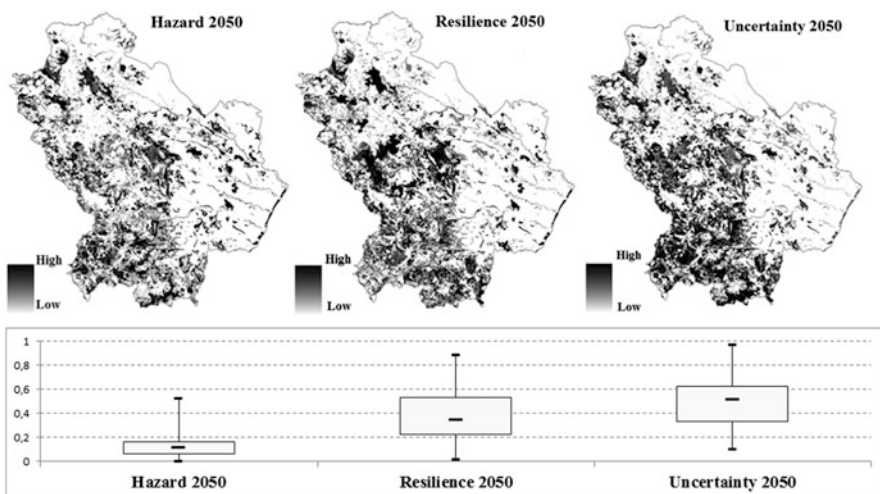 Hazard 2050
Resilience 2050
Uncertainty 2050
High
Low
High
Low
High
Low
1
0,8
0,6
0,4
0,2
0
Hazard 2050
Resilience 2050
Uncertainty 2050